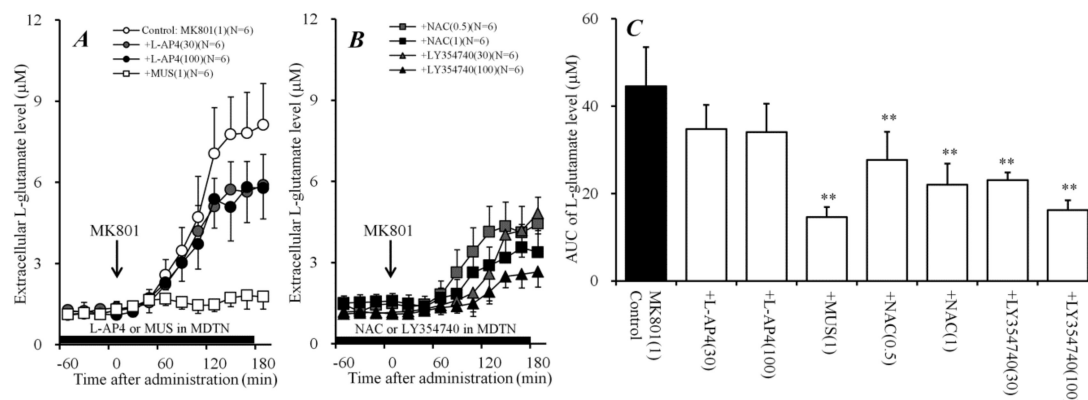 A
Control: MK801(1)(N=6)
+L-AP4(30)(N=6)
+L-AP4(100)(N=6)
+MUS(1)(N=6)
Extracellular L-glutamate level (μM)
12
9
6
3
0
MK801
L-AP4 or MUS in MDTN
-60
0
60
120
180
Time after administration (min)
B
+NAC(0.5)(N=6)
+NAC(1)(N=6)
+LY354740(30)(N=6)
+LY354740(100)(N=6)
Extracellular L-glutamate level (μM)
12
9
6
3
0
MK801
NAC or LY354740 in MDTN
-60
0
60
120
180
Time after administration (min)
C
AUC of L-glutamate (μM)
60
40
20
0
**
**
**
**
**
MK801(1)
Control
+L-AP4(30)
+L-AP4(100)
+MUS(1)
+NAC(0.5)
+NAC(1)
+LY354740(30)
+LY354740(100